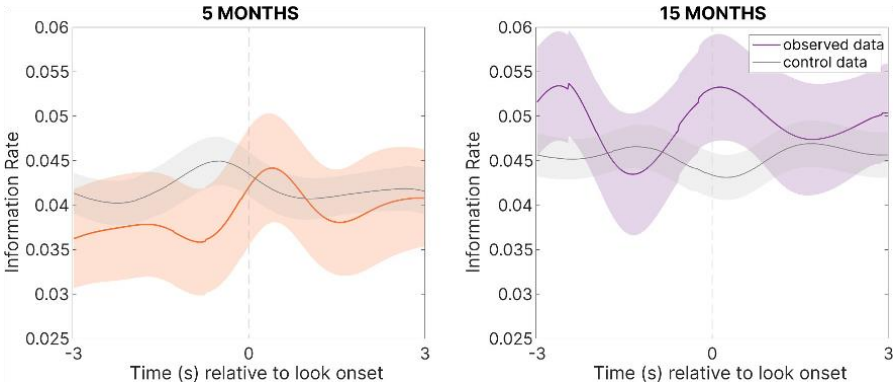 5 MONTHS
0.06
0.055
0.05
0.045
0.04
0.035
0.03
0.025
Information Rate
-3
0
3
Time (s) relative to look onset
15 MONTHS
observed data
control data
0.06
0.055
0.05
0.045
0.04
0.035
0.03
0.025
Information Rate
-3
0
3
Time (s) relative to look onset